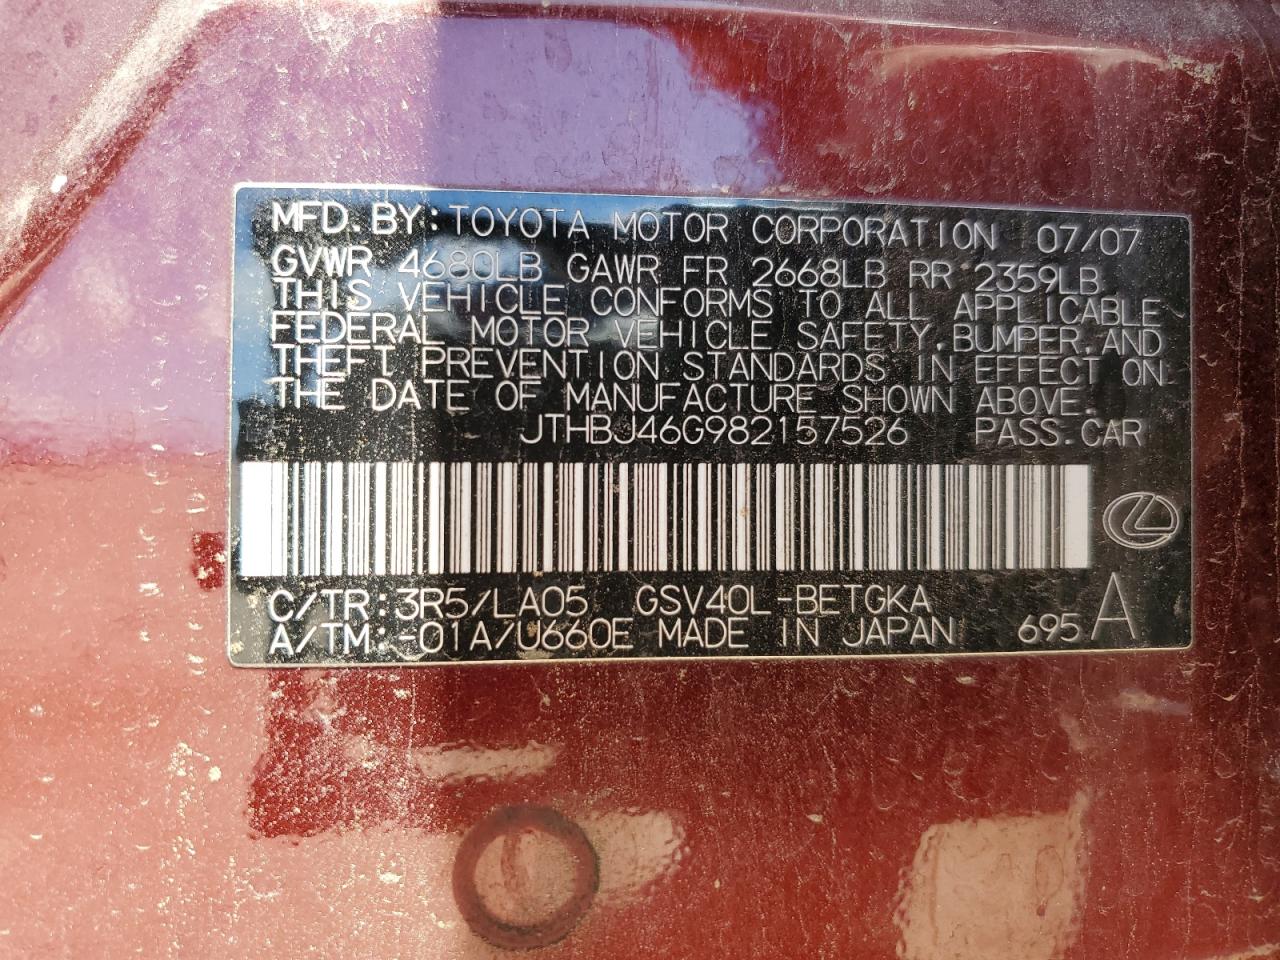 MFD. BY: TOYOTA MOTOR CORPORATION 07/07
GVWR 4680LB GAWR FR 2668LB RR 2359LB
THIS VEHICLE CONFORMS TO ALL APPLICABLE
FEDERAL MOTOR VEHICLE SAFETY, BUMPER, AND
THEFT PREVENTION STANDARDS IN EFFECT ON
THE DATE OF MANUFACTURE SHOWN ABOVE.
JTHBJ46G982157526 PASS. CAR
C/TR: 3R5/LA05 GSV40L-BETGKA
A/TM: -01A/U660E MADE IN JAPAN 695 A